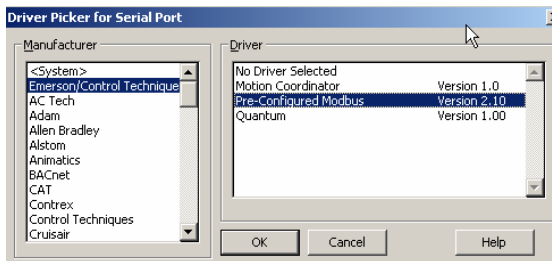 Driver Picker for Serial Port
Manufacturer
<System>
Emerson/Control Technique
AC Tech
Adam
Allen Bradley
Alstom
Animatics
BACnet
CAT
Contrex
Control Techniques
Cruisair
Driver
No Driver Selected
Motion Coordinator Version 1.0
Pre-Configured Modbus Version 2.10
Quantum Version 1.00
OK Cancel Help